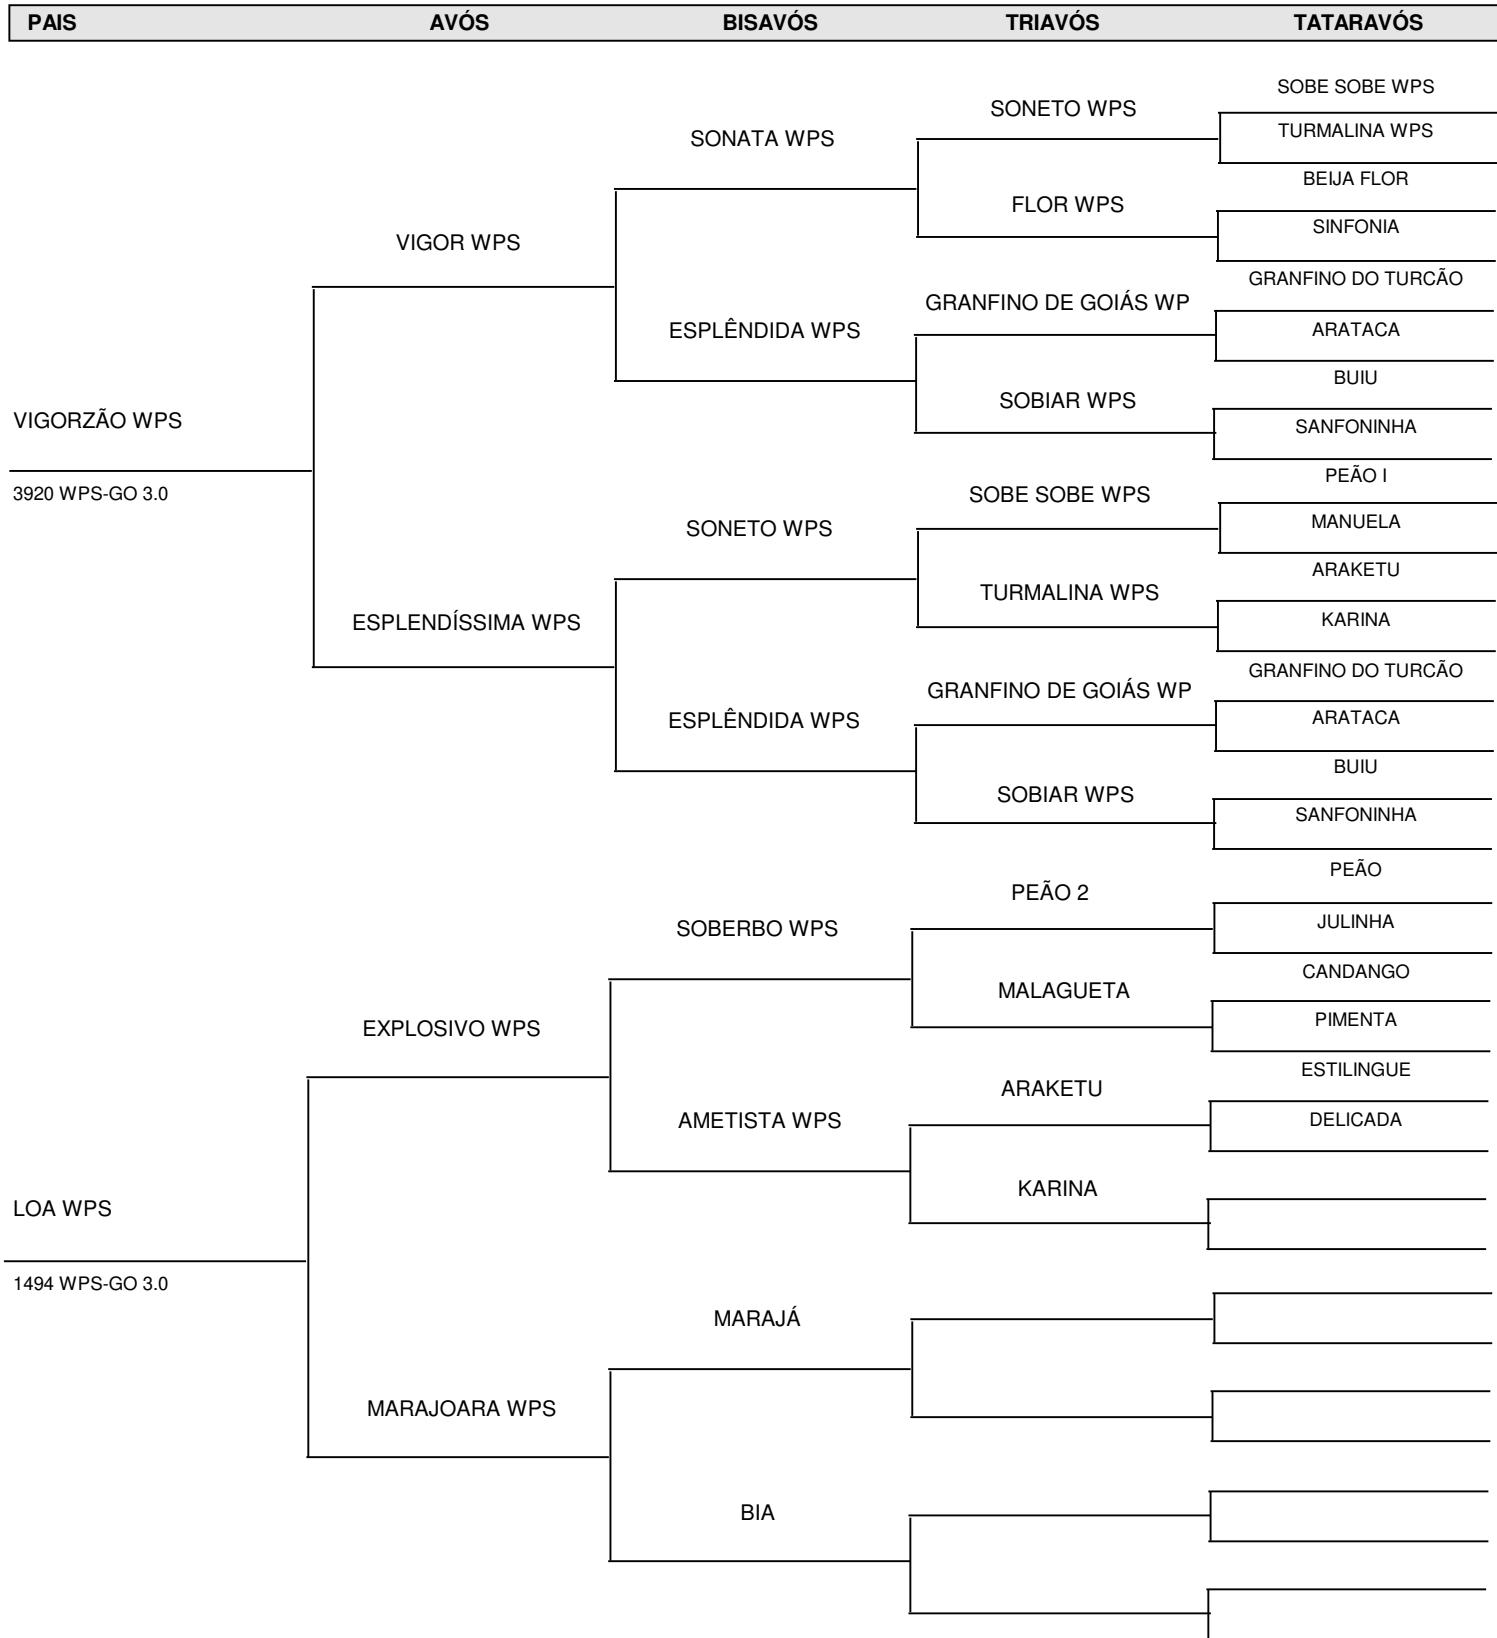 PAIS AVÓS BISAVÓS TRIAVÓS TATARAVÓS
SOBE SOBE WPS
SONETO WPS
TURMALINA WPS
SONATA WPS
BEIJA FLOR
FLOR WPS
SINFONIA
VIGOR WPS
GRANFINO DO TURCÃO
GRANFINO DE GOIÁS WP
ARATACA
ESPLÊNDIDA WPS
BUIU
SOBIAR WPS
SANFONINHA
VIGORZÃO WPS
3920 WPS-GO 3.0
PEÃO I
SOBE SOBE WPS
MANUELA
SONETO WPS
ARAKETU
TURMALINA WPS
KARINA
ESPLENDÍSSIMA WPS
GRANFINO DO TURCÃO
GRANFINO DE GOIÁS WP
ARATACA
ESPLÊNDIDA WPS
BUIU
SOBIAR WPS
SANFONINHA
PEÃO
PEÃO 2
JULINHA
SOBERBO WPS
CANDANGO
MALAGUETA
PIMENTA
EXPLOSIVO WPS
ESTILINGUE
ARAKETU
DELICADA
AMETISTA WPS
KARINA
LOA WPS
1494 WPS-GO 3.0
MARAJÁ
MARAJOARA WPS
BIA